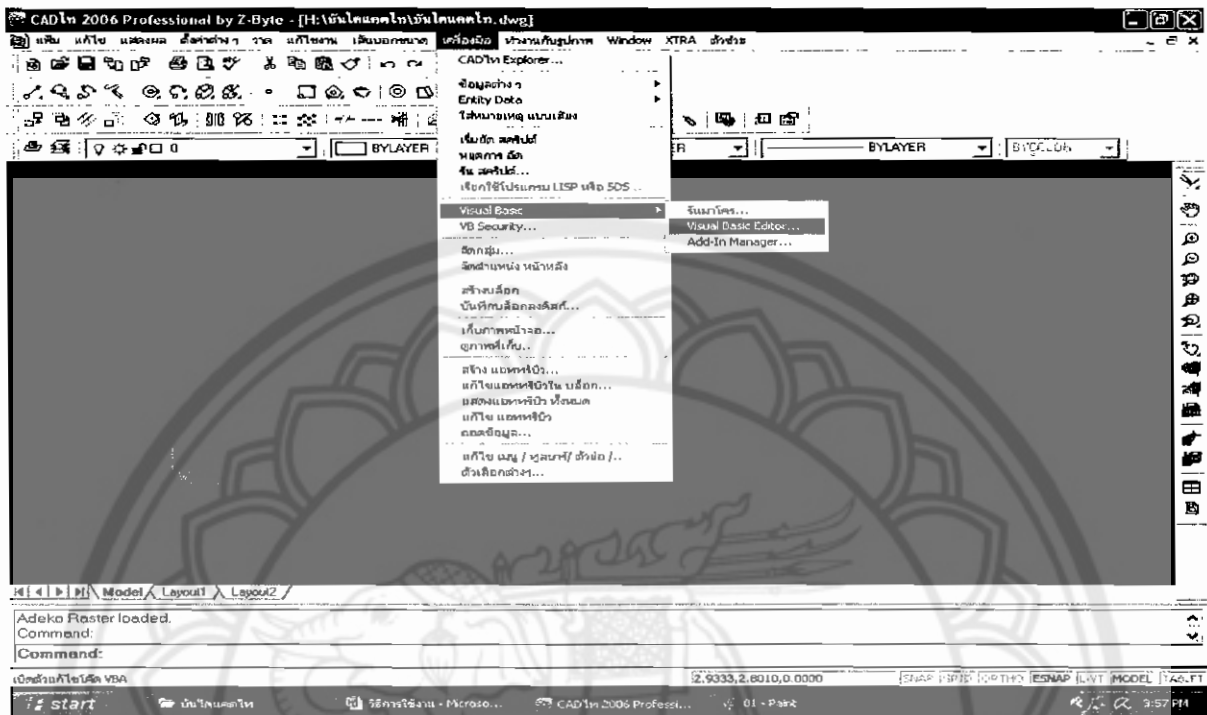 CADไท 2006 Professional by Z-Byte - [H:\บันไดแคดไท\บันไดแคดไท.dwg]
แฟ้ม แก้ไข แสดงผล ตั้งค่าต่างๆ วาด แก้ไขงาน เส้นบอกขนาด เครื่องมือ ทำงานกับรูปภาพ Window XTRA ตัวช่วย
CADไท Explorer...
ข้อมูลต่างๆ
Entity Data
ใส่หมายเหตุ แบบเสียง
เริ่มอัด สคริปต์
หยุดการ อัด
รัน สคริปต์...
เรียกใช้โปรแกรม LISP หรือ SDS...
Visual Basic
VB Security...
รันมาโคร...
Visual Basic Editor...
Add-In Manager...
จัดกลุ่ม...
จัดตำแหน่ง หน้าหลัง
สร้างบล็อก
บันทึกบล็อกลงดิสก์...
เก็บภาพหน้าจอ...
ดูภาพที่เก็บ...
สร้าง แอททริบิว...
แก้ไขแอททริบิวใน บล็อก...
แสดงแอททริบิว ทั้งหมด
แก้ไข แอททริบิว
ถอดข้อมูล...
แก้ไข เมนู / ทูลบาร์/ ตัวย่อ /..
ตัวเลือกต่างๆ...
0 BYLAYER ER BYLAYER BYCOLOR
Model Layout1 Layout2
Adeko Raster loaded.
Command:
Command:
เปิดตัวแก้ไขโค๊ด VBA 2.9333,2.8010,0.0000 SNAP GRID ORTHO ESNAP LWT MODEL TABLET
start บันไดแคดไท วิธีการใช้งาน - Microso... CADไท 2006 Professi... 01 - Paint 3:57 PM